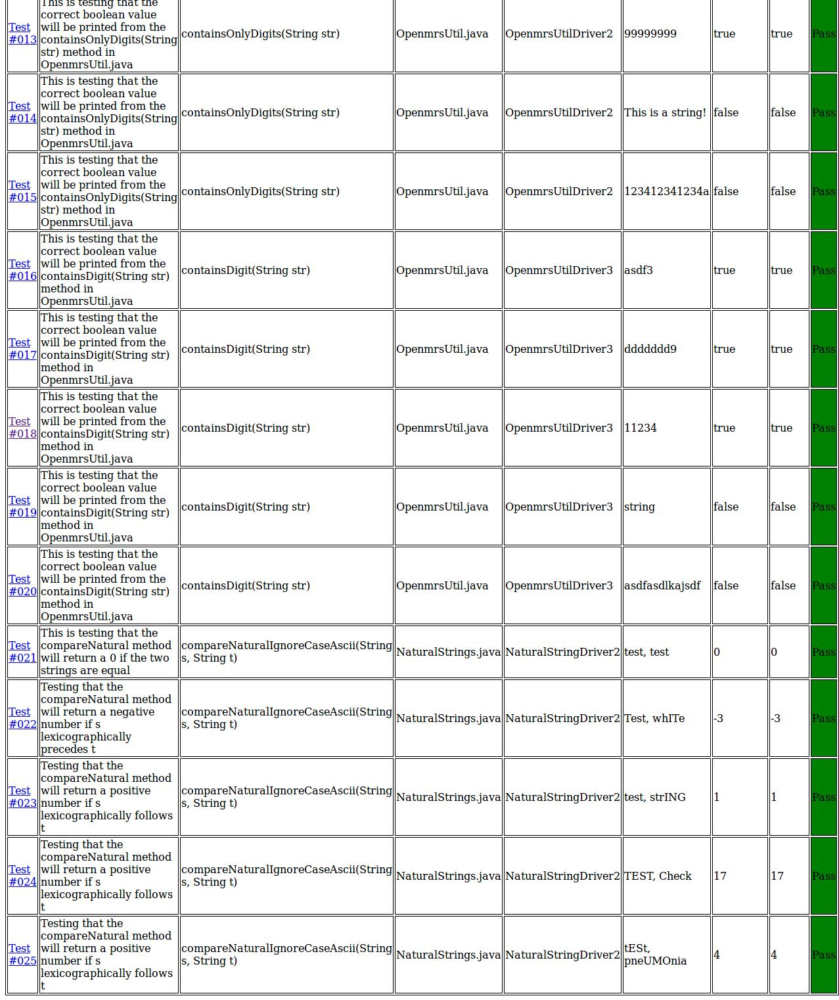 This is testing that the
correct boolean value
will be printed from the
containsOnlyDigits(String
str) method in
OpenmrsUtil.java
Test
#013
containsOnlyDigits(String str)
OpenmrsUtil.java
OpenmrsUtilDriver2
99999999
true
true
Pass
Test
#014
This is testing that the
correct boolean value
will be printed from the
containsOnlyDigits(String
str) method in
OpenmrsUtil.java
containsOnlyDigits(String str)
OpenmrsUtil.java
OpenmrsUtilDriver2
This is a string!
false
false
Pass
Test
#015
This is testing that the
correct boolean value
will be printed from the
containsOnlyDigits(String
str) method in
OpenmrsUtil.java
containsOnlyDigits(String str)
OpenmrsUtil.java
OpenmrsUtilDriver2
123412341234a
false
false
Pass
Test
#016
This is testing that the
correct boolean value
will be printed from the
containsDigit(String str)
method in
OpenmrsUtil.java
containsDigit(String str)
OpenmrsUtil.java
OpenmrsUtilDriver3
asdf3
true
true
Pass
Test
#017
This is testing that the
correct boolean value
will be printed from the
containsDigit(String str)
method in
OpenmrsUtil.java
containsDigit(String str)
OpenmrsUtil.java
OpenmrsUtilDriver3
ddddddd9
true
true
Pass
Test
#018
This is testing that the
correct boolean value
will be printed from the
containsDigit(String str)
method in
OpenmrsUtil.java
containsDigit(String str)
OpenmrsUtil.java
OpenmrsUtilDriver3
11234
true
true
Pass
Test
#019
This is testing that the
correct boolean value
will be printed from the
containsDigit(String str)
method in
OpenmrsUtil.java
containsDigit(String str)
OpenmrsUtil.java
OpenmrsUtilDriver3
string
false
false
Pass
Test
#020
This is testing that the
correct boolean value
will be printed from the
containsDigit(String str)
method in
OpenmrsUtil.java
containsDigit(String str)
OpenmrsUtil.java
OpenmrsUtilDriver3
asdfasdlkajsdf
false
false
Pass
Test
#021
This is testing that the
compareNatural method
will return a 0 if the two
strings are equal
compareNaturalIgnoreCaseAscii(String
s, String t)
NaturalStrings.java
NaturalStringDriver2
test, test
0
0
Pass
Test
#022
Testing that the
compareNatural method
will return a negative
number if s
lexicographically
precedes t
compareNaturalIgnoreCaseAscii(String
s, String t)
NaturalStrings.java
NaturalStringDriver2
Test, whITe
-3
-3
Pass
Test
#023
Testing that the
compareNatural method
will return a positive
number if s
lexicographically follows
t
compareNaturalIgnoreCaseAscii(String
s, String t)
NaturalStrings.java
NaturalStringDriver2
test, strING
1
1
Pass
Test
#024
Testing that the
compareNatural method
will return a positive
number if s
lexicographically follows
t
compareNaturalIgnoreCaseAscii(String
s, String t)
NaturalStrings.java
NaturalStringDriver2
TEST, Check
17
17
Pass
Test
#025
Testing that the
compareNatural method
will return a positive
number if s
lexicographically follows
t
compareNaturalIgnoreCaseAscii(String
s, String t)
NaturalStrings.java
NaturalStringDriver2
tESt,
pneUMOnia
4
4
Pass